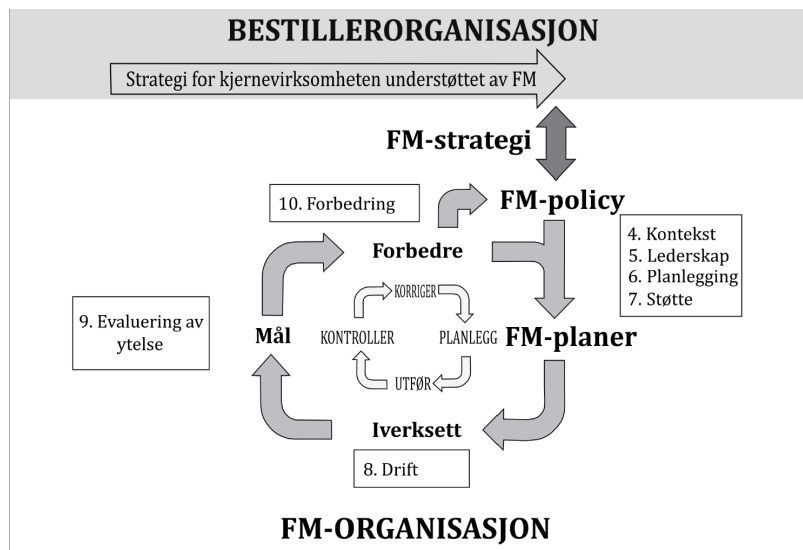 BESTILLERORGANISASJON
Strategi for kjernevirksomheten understøttet av FM
FM-strategi
10. Forbedring
FM-policy
4. Kontekst
5. Lederskap
6. Planlegging
7. Støtte
Forbedre
KORRIGER
9. Evaluering av
ytelse
Mål
KONTROLLER
PLANLEGG
FM-planer
UTFØR
Iverksett
8. Drift
FM-ORGANISASJON